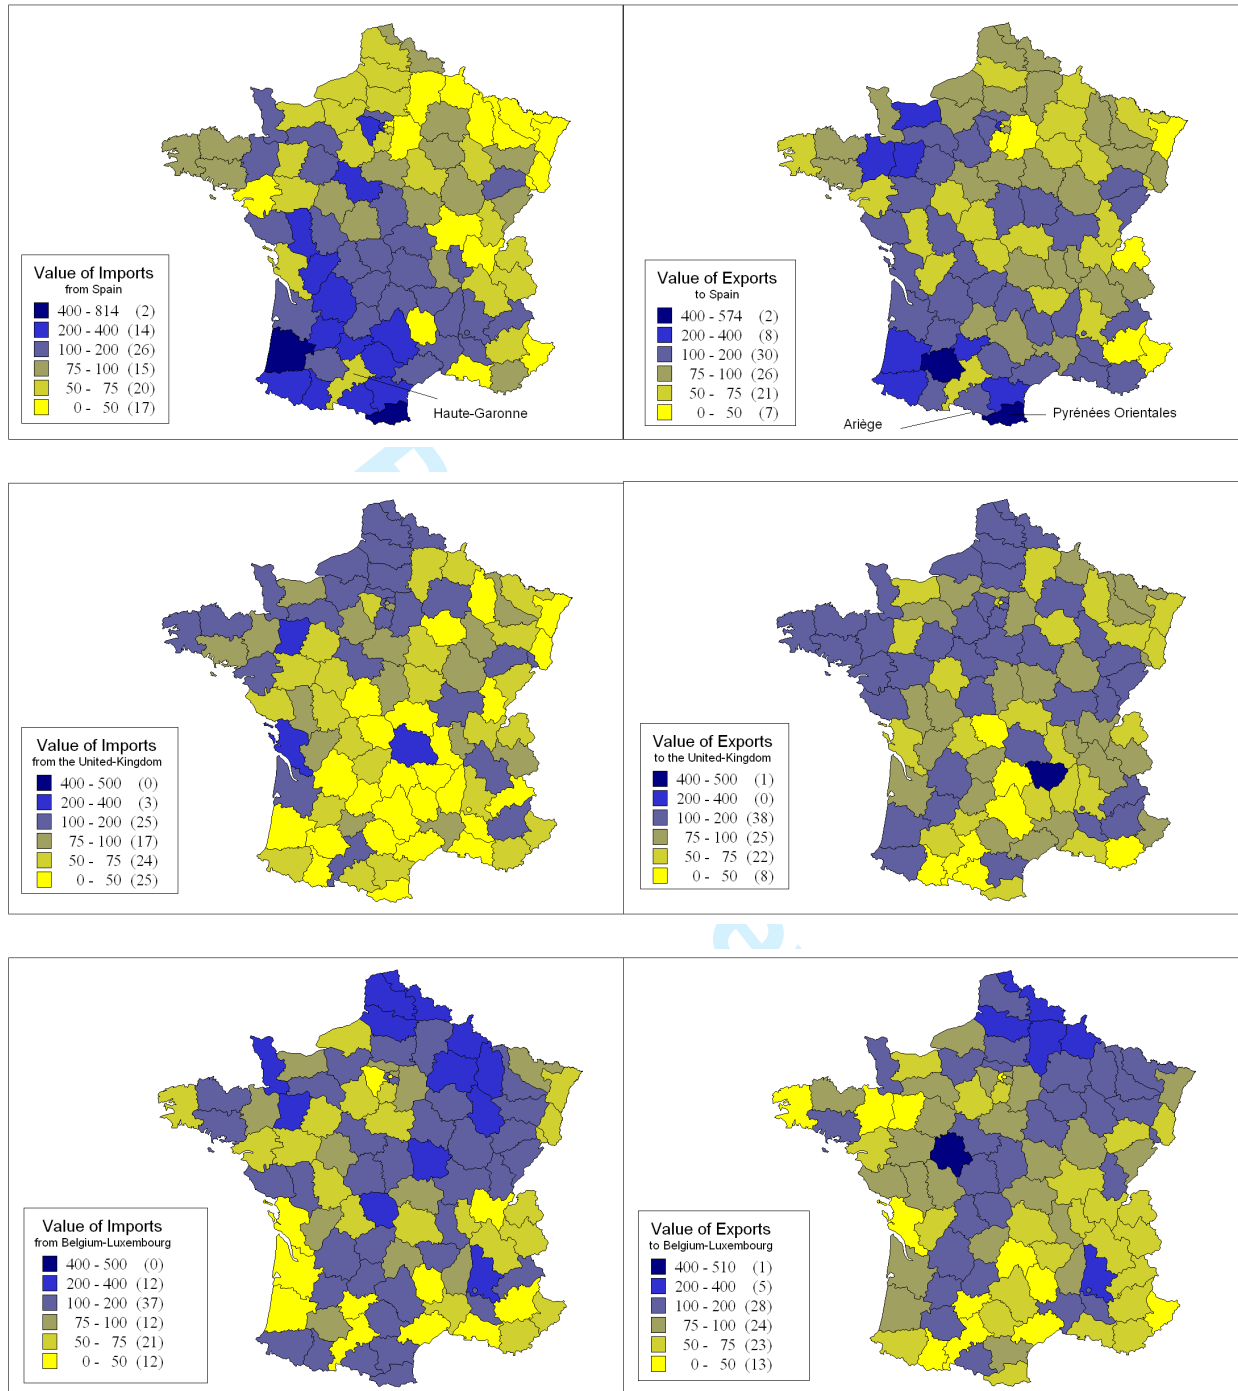 Value of Imports
from Spain
400 - 814 (2)
200 - 400 (14)
100 - 200 (26)
75 - 100 (15)
50 - 75 (20)
0 - 50 (17)
Haute-Garonne
Value of Exports
to Spain
400 - 574 (2)
200 - 400 (8)
100 - 200 (30)
75 - 100 (26)
50 - 75 (21)
0 - 50 (7)
Ariège
Pyrénées Orientales
Value of Imports
from the United-Kingdom
400 - 500 (0)
200 - 400 (3)
100 - 200 (25)
75 - 100 (17)
50 - 75 (24)
0 - 50 (25)
Value of Exports
to the United-Kingdom
400 - 500 (1)
200 - 400 (0)
100 - 200 (38)
75 - 100 (25)
50 - 75 (22)
0 - 50 (8)
Value of Imports
from Belgium-Luxembourg
400 - 500 (0)
200 - 400 (12)
100 - 200 (37)
75 - 100 (12)
50 - 75 (21)
0 - 50 (12)
Value of Exports
to Belgium-Luxembourg
400 - 510 (1)
200 - 400 (5)
100 - 200 (28)
75 - 100 (24)
50 - 75 (23)
0 - 50 (13)